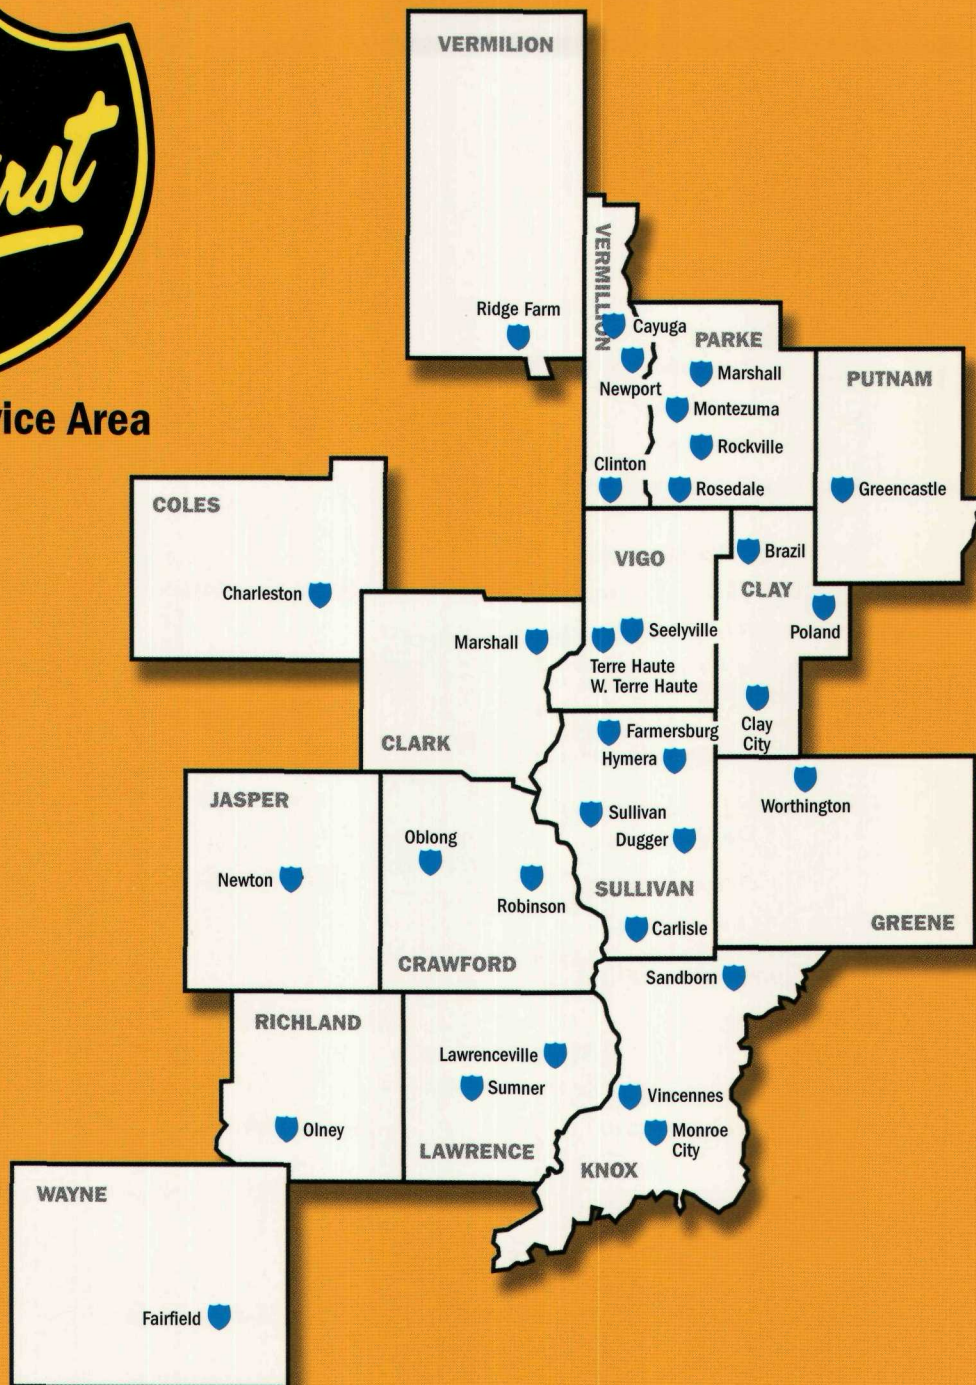 rst
vice Area
VERMILION
Ridge Farm
VERMILLION
Cayuga
Newport
Clinton
PARKE
Marshall
Montezuma
Rockville
Rosedale
PUTNAM
Greencastle
COLES
Charleston
VIGO
Seelyville
Terre Haute
W. Terre Haute
Brazil
CLAY
Poland
Clay
City
Marshall
CLARK
Farmersburg
Hymera
Sullivan
Dugger
SULLIVAN
Carlisle
Worthington
GREENE
JASPER
Newton
Oblong
Robinson
CRAWFORD
Sandborn
Vincennes
Monroe
City
KNOX
RICHLAND
Olney
Lawrenceville
Sumner
LAWRENCE
WAYNE
Fairfield